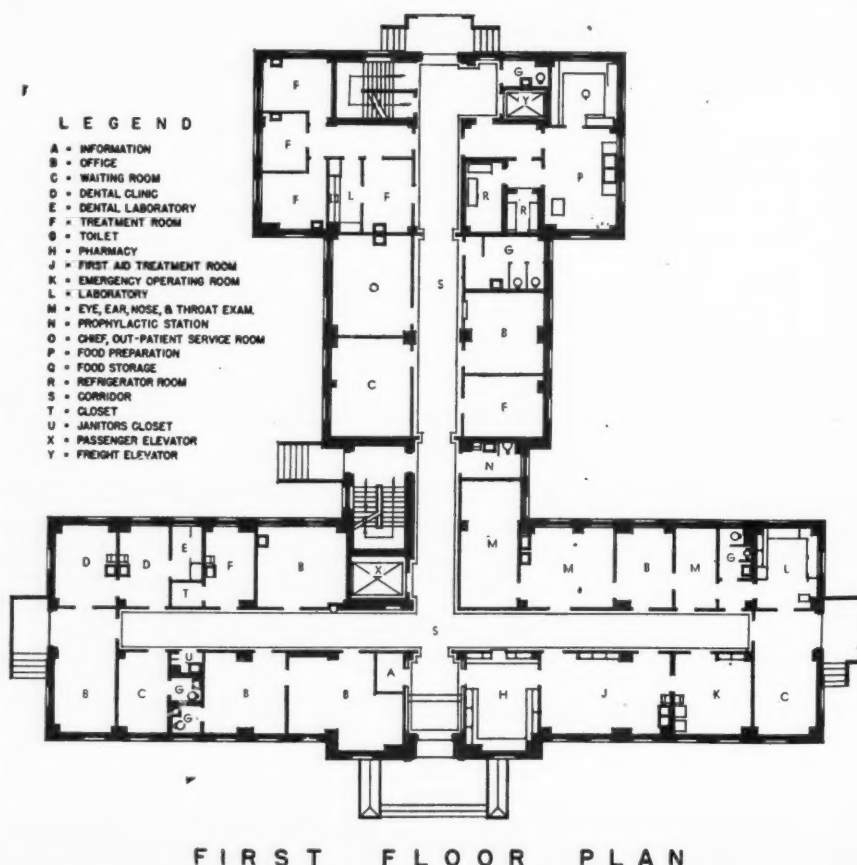 LEGEND
A = INFORMATION
B = OFFICE
C = WAITING ROOM
D = DENTAL CLINIC
E = DENTAL LABORATORY
F = TREATMENT ROOM
G = TOILET
H = PHARMACY
J = FIRST AID TREATMENT ROOM
K = EMERGENCY OPERATING ROOM
L = LABORATORY
M = EYE, EAR, NOSE, & THROAT EXAM.
N = PROPHYLACTIC STATION
O = CHIEF, OUT-PATIENT SERVICE ROOM
P = FOOD PREPARATION
Q = FOOD STORAGE
R = REFRIGERATOR ROOM
S = CORRIDOR
T = CLOSET
U = JANITORS CLOSET
X = PASSENGER ELEVATOR
Y = FREIGHT ELEVATOR
F G Q
Y
F P
F L F R R
G
O S
B
C F
N
M
D D E F B M B M G L
T X
S
U A
B C G B B H J K C
G
FIRST FLOOR PLAN